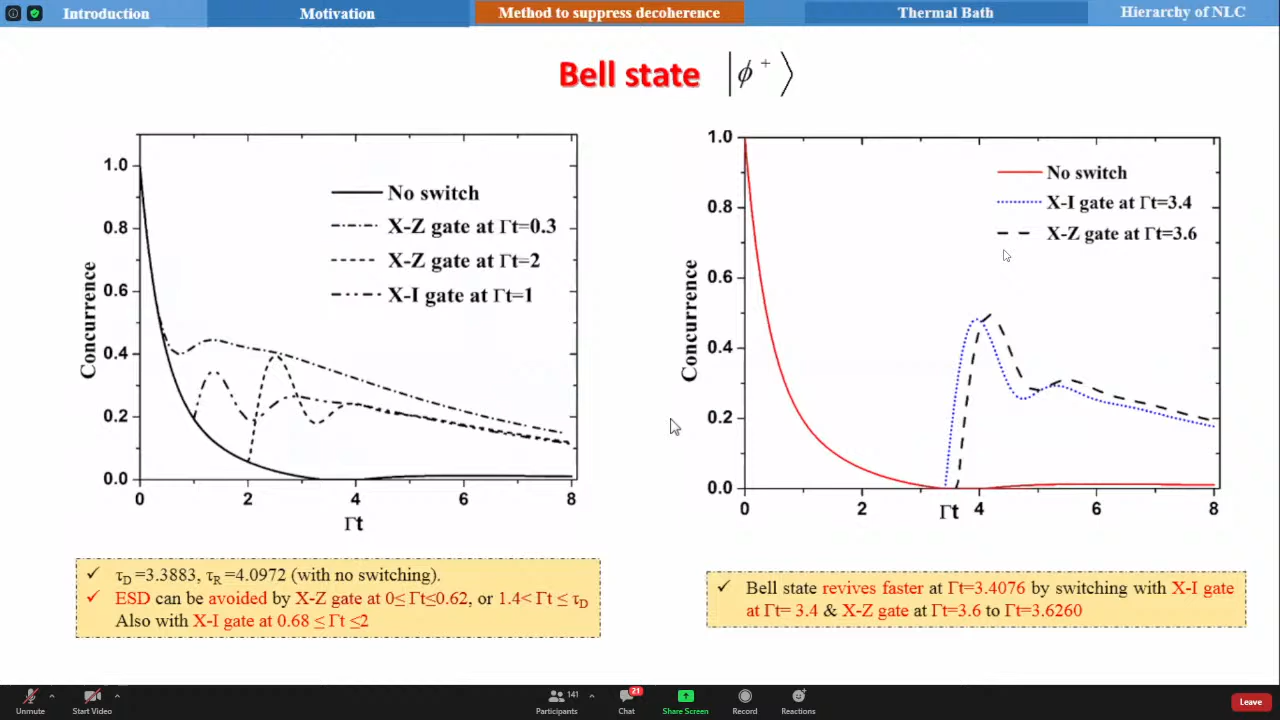 Introduction
Motivation
Method to suppress decoherence
Thermal Bath
Hierarchy of NLC
Bell state |ϕ⁺⟩
Concurrence
1.0
0.8
0.6
0.4
0.2
0.0
0 2 4 6 8
Γt
No switch
X-Z gate at Γt=0.3
X-Z gate at Γt=2
X-I gate at Γt=1
Concurrence
1.0
0.8
0.6
0.4
0.2
0.0
0 2 4 6 8
Γt
No switch
X-I gate at Γt=3.4
X-Z gate at Γt=3.6
✓ τD =3.3883, τR =4.0972 (with no switching).
✓ ESD can be avoided by X-Z gate at 0≤ Γt≤0.62, or 1.4< Γt ≤ τD
Also with X-I gate at 0.68 ≤ Γt ≤2
✓ Bell state revives faster at Γt=3.4076 by switching with X-I gate
at Γt= 3.4 & X-Z gate at Γt=3.6 to Γt=3.6260
Unmute
Start Video
141
Participants
21
Chat
Share Screen
Record
Reactions
Leave